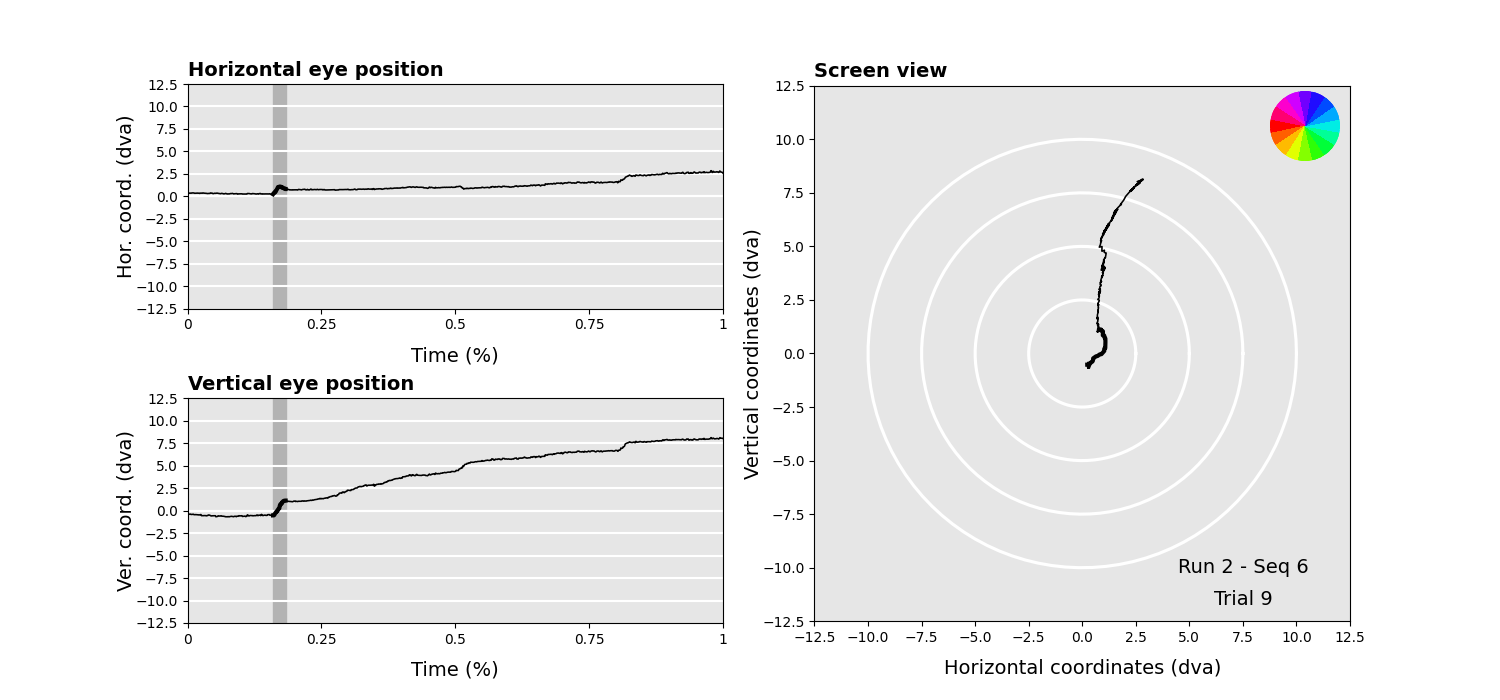 Horizontal eye position
12.5
10.0
7.5
5.0
2.5
0.0
−2.5
−5.0
−7.5
−10.0
−12.5
Hor. coord. (dva)
0 0.25 0.5 0.75 1
Time (%)
Vertical eye position
12.5
10.0
7.5
5.0
2.5
0.0
−2.5
−5.0
−7.5
−10.0
−12.5
Ver. coord. (dva)
0 0.25 0.5 0.75 1
Time (%)
Screen view
12.5
10.0
7.5
5.0
2.5
0.0
−2.5
−5.0
−7.5
−10.0
−12.5
Vertical coordinates (dva)
Run 2 - Seq 6
Trial 9
−12.5 −10.0 −7.5 −5.0 −2.5 0.0 2.5 5.0 7.5 10.0 12.5
Horizontal coordinates (dva)